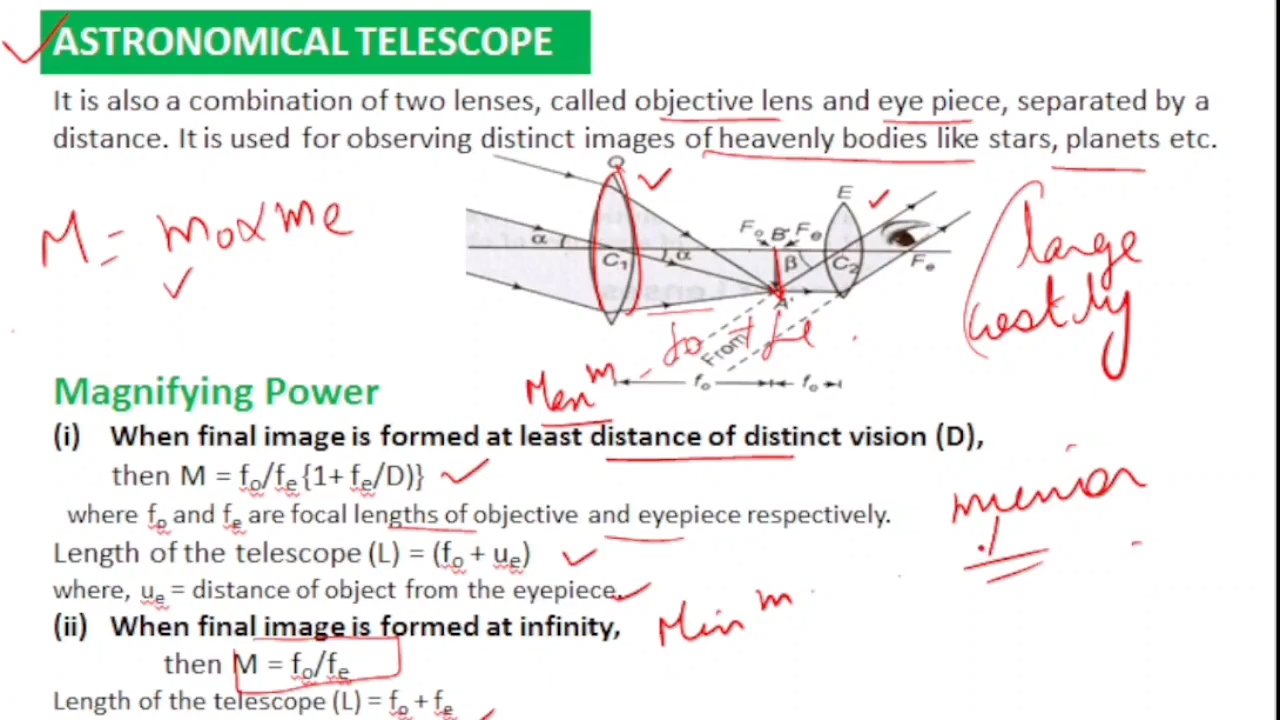 ASTRONOMICAL TELESCOPE
It is also a combination of two lenses, called objective lens and eye piece, separated by a
distance. It is used for observing distinct images of heavenly bodies like stars, planets etc.
M = mo x me
O
E
α
α
C1
Fo B' Fe
β
C2
Fe
A'
From
fo
fo
large
costly
fo + fe
Magnifying Power
(i) When final image is formed at least distance of distinct vision (D),
then M = fo/fe {1+ fe/D)}
where fo and fe are focal lengths of objective and eyepiece respectively.
Length of the telescope (L) = (fo + ue)
where, ue = distance of object from the eyepiece.
(ii) When final image is formed at infinity,
Min m
then M = fo/fe
Length of the telescope (L) = fo + fe